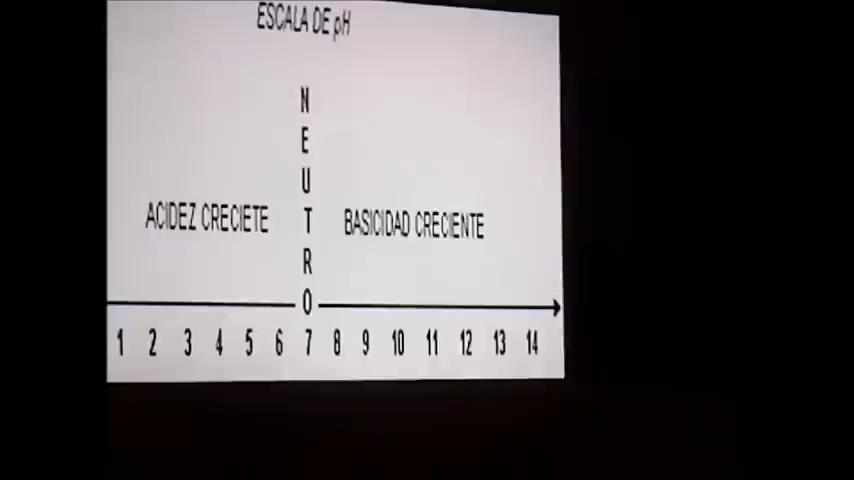 ESCALA DE pH
NEUTRO
ACIDEZ CRECIETE
BASICIDAD CRECIENTE
1 2 3 4 5 6 7 8 9 10 11 12 13 14